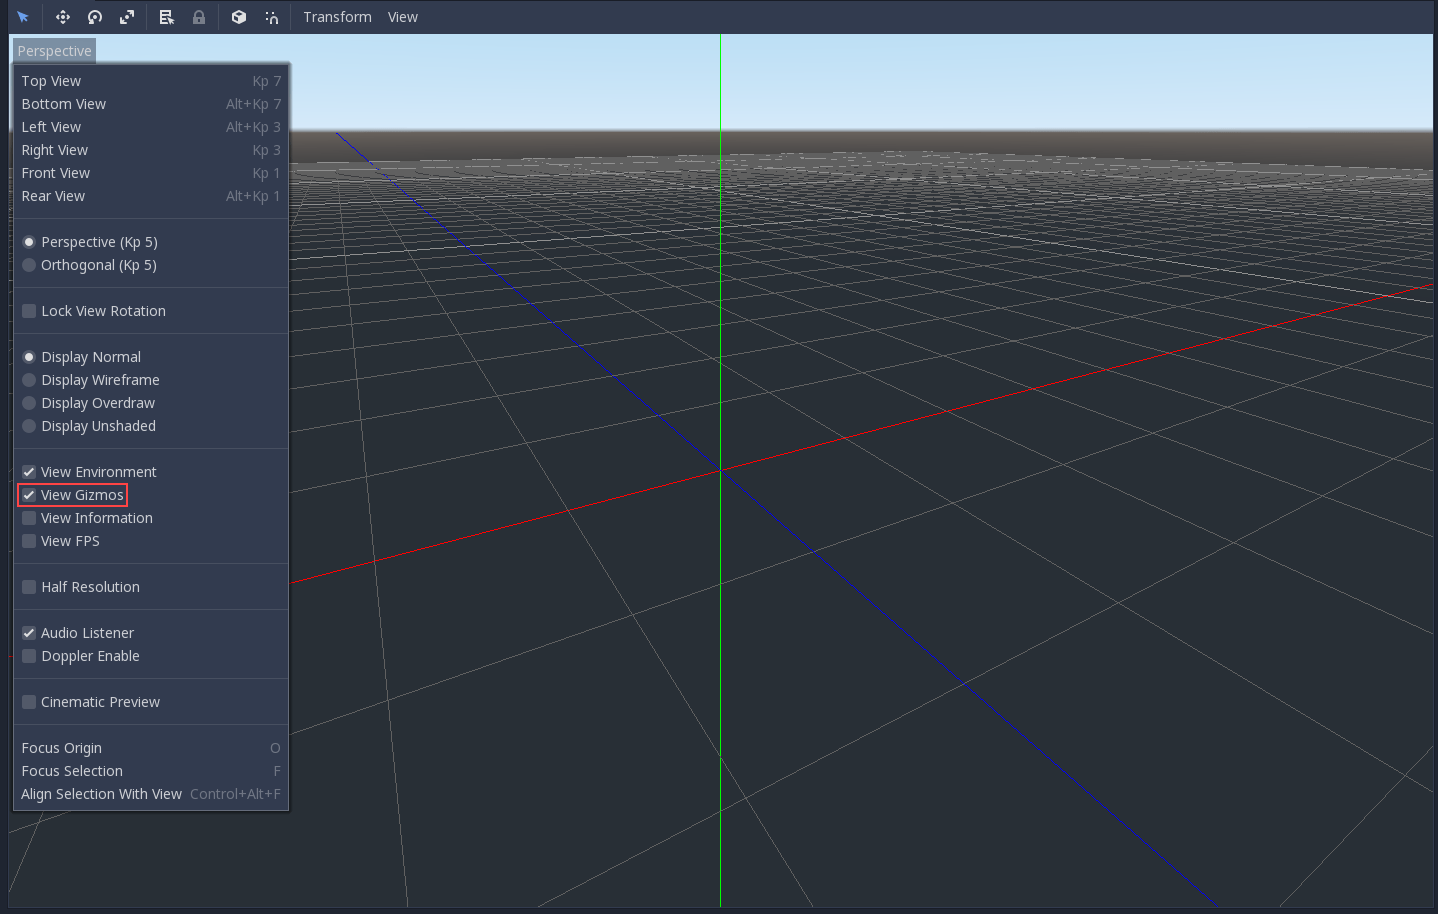 Transform View
Perspective
Top View Kp 7
Bottom View Alt+Kp 7
Left View Alt+Kp 3
Right View Kp 3
Front View Kp 1
Rear View Alt+Kp 1
Perspective (Kp 5)
Orthogonal (Kp 5)
Lock View Rotation
Display Normal
Display Wireframe
Display Overdraw
Display Unshaded
View Environment
View Gizmos
View Information
View FPS
Half Resolution
Audio Listener
Doppler Enable
Cinematic Preview
Focus Origin O
Focus Selection F
Align Selection With View Control+Alt+F